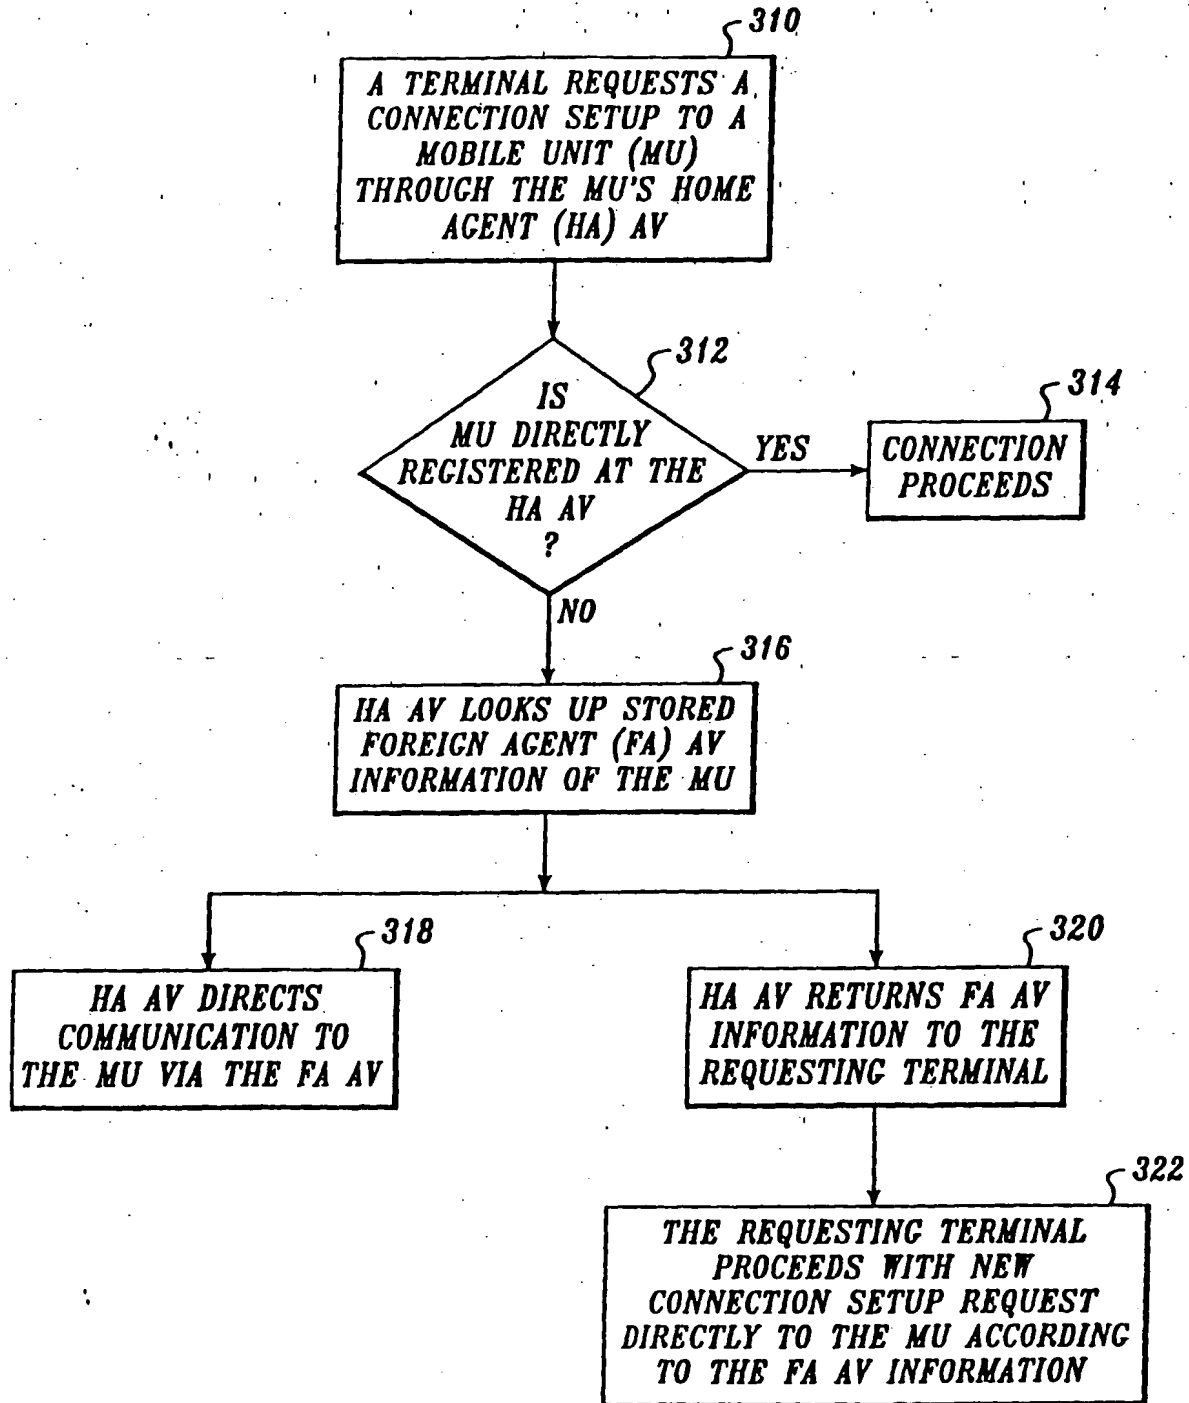 310
A TERMINAL REQUESTS A
CONNECTION SETUP TO A
MOBILE UNIT (MU)
THROUGH THE MU'S HOME
AGENT (HA) AV
312
IS
MU DIRECTLY
REGISTERED AT THE
HA AV
?
YES
314
CONNECTION
PROCEEDS
NO
316
HA AV LOOKS UP STORED
FOREIGN AGENT (FA) AV
INFORMATION OF THE MU
318
HA AV DIRECTS
COMMUNICATION TO
THE MU VIA THE FA AV
320
HA AV RETURNS FA AV
INFORMATION TO THE
REQUESTING TERMINAL
322
THE REQUESTING TERMINAL
PROCEEDS WITH NEW
CONNECTION SETUP REQUEST
DIRECTLY TO THE MU ACCORDING
TO THE FA AV INFORMATION